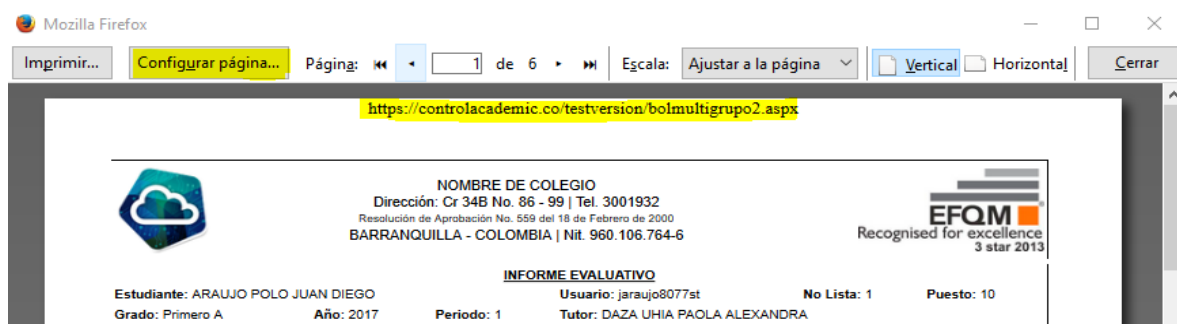 Mozilla Firefox
Imprimir... Configurar página... Página: 1 de 6 Escala: Ajustar a la página Vertical Horizontal Cerrar
https://controlacademic.co/testversion/bolmultigrupo2.aspx
NOMBRE DE COLEGIO
Dirección: Cr 34B No. 86 - 99 | Tel. 3001932
Resolución de Aprobación No. 559 del 18 de Febrero de 2000
BARRANQUILLA - COLOMBIA | Nit. 960.106.764-6
EFQM
Recognised for excellence
3 star 2013
INFORME EVALUATIVO
Estudiante: ARAUJO POLO JUAN DIEGO Usuario: jaraujo8077st No Lista: 1 Puesto: 10
Grado: Primero A Año: 2017 Periodo: 1 Tutor: DAZA UHIA PAOLA ALEXANDRA